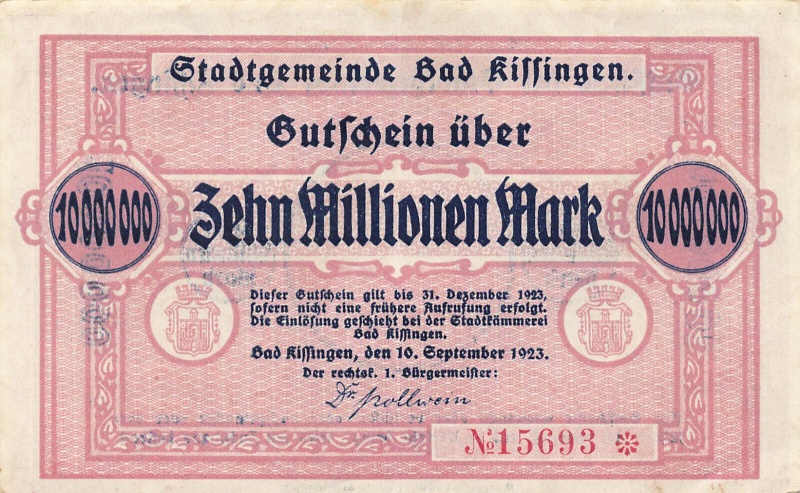 Stadtgemeinde Bad Kiſſingen.
Gutſchein über
10000000 Zehn Millionen Mark 10000000
Dieſer Gutſchein gilt bis 31. Dezember 1923,
ſofern nicht eine frühere Aufrufung erfolgt.
Die Einlöſung geſchieht bei der Stadtkämmerei
Bad Kiſſingen.
Bad Kiſſingen, den 10. September 1923.
Der rechtsk. 1. Bürgermeiſter:
Dr. Pollwein
№15693 ❊